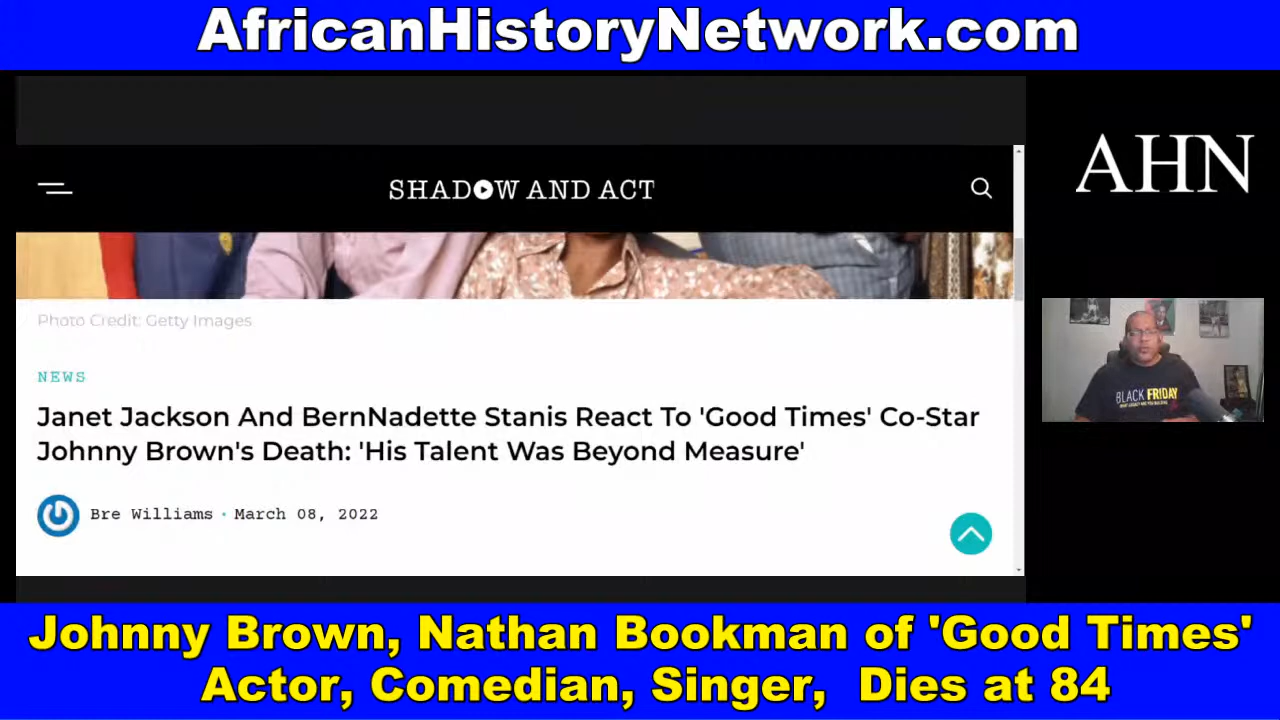 AfricanHistoryNetwork.com
AHN
SHADOW AND ACT
Photo Credit: Getty Images
NEWS
Janet Jackson And BernNadette Stanis React To 'Good Times' Co-Star
Johnny Brown's Death: 'His Talent Was Beyond Measure'
Bre Williams • March 08, 2022
BLACK FRIDAY
Johnny Brown, Nathan Bookman of 'Good Times'
Actor, Comedian, Singer, Dies at 84